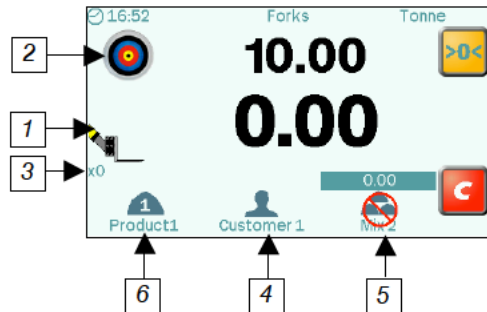 16:52 Forks Tonne
2 10.00 >0<
1 0.00
3 x0
0.00 C
1
Product1 Customer 1 Mix 2
6 4 5